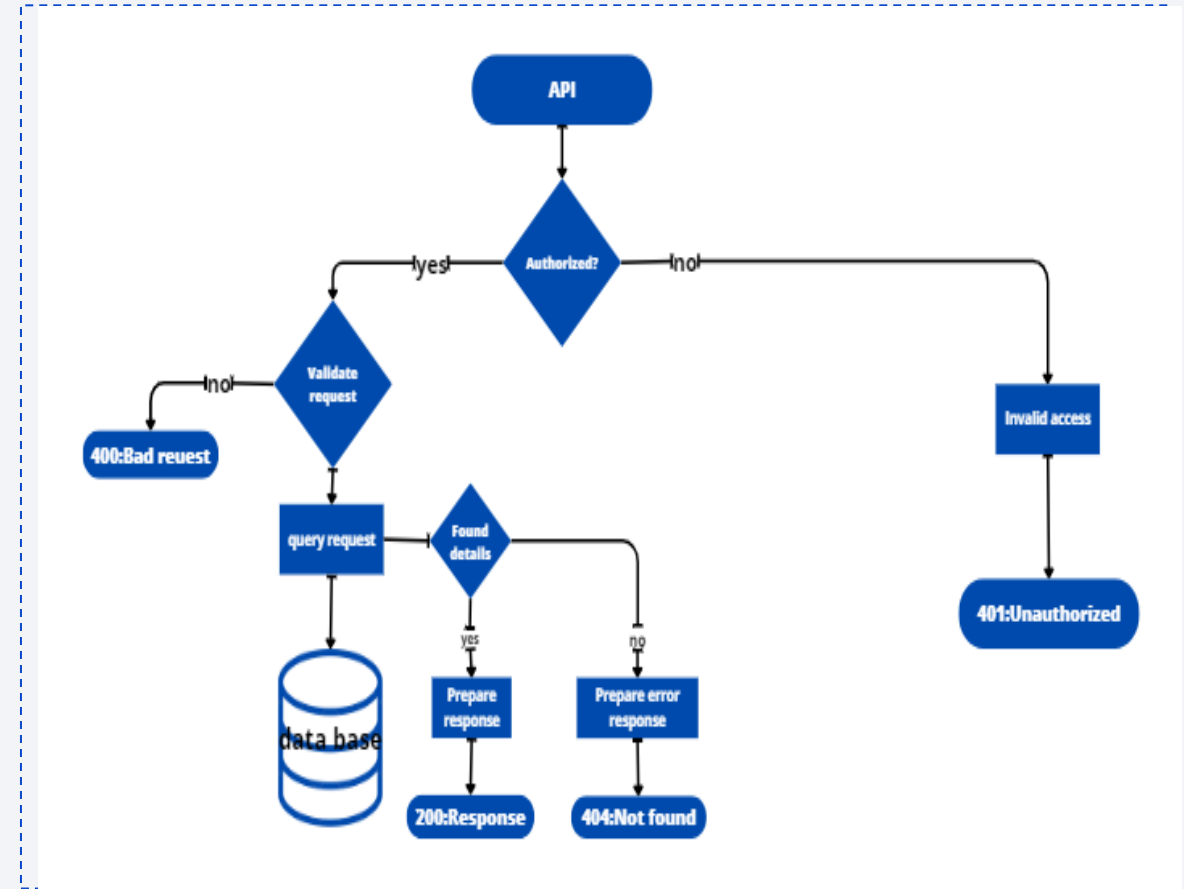 API
Authorized?
yes
no
Validate
request
no
400:Bad reuest
Invalid access
query request
Found
details
401:Unauthorized
yes
no
Prepare
response
Prepare error
response
data base
200:Response
404:Not found